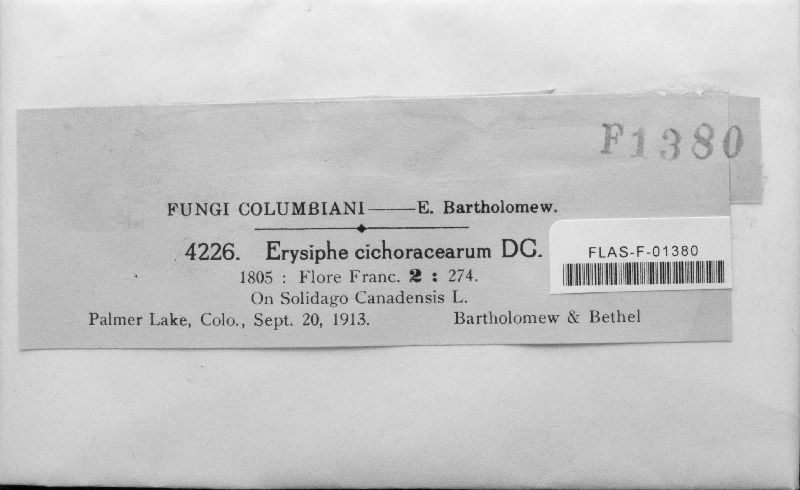 F1380
FUNGI COLUMBIANI——E. Bartholomew.
4226. Erysiphe cichoracearum DC.
FLAS-F-01380
1805 : Flore Franc. 2 : 274.
On Solidago Canadensis L.
Palmer Lake, Colo., Sept. 20, 1913. Bartholomew & Bethel